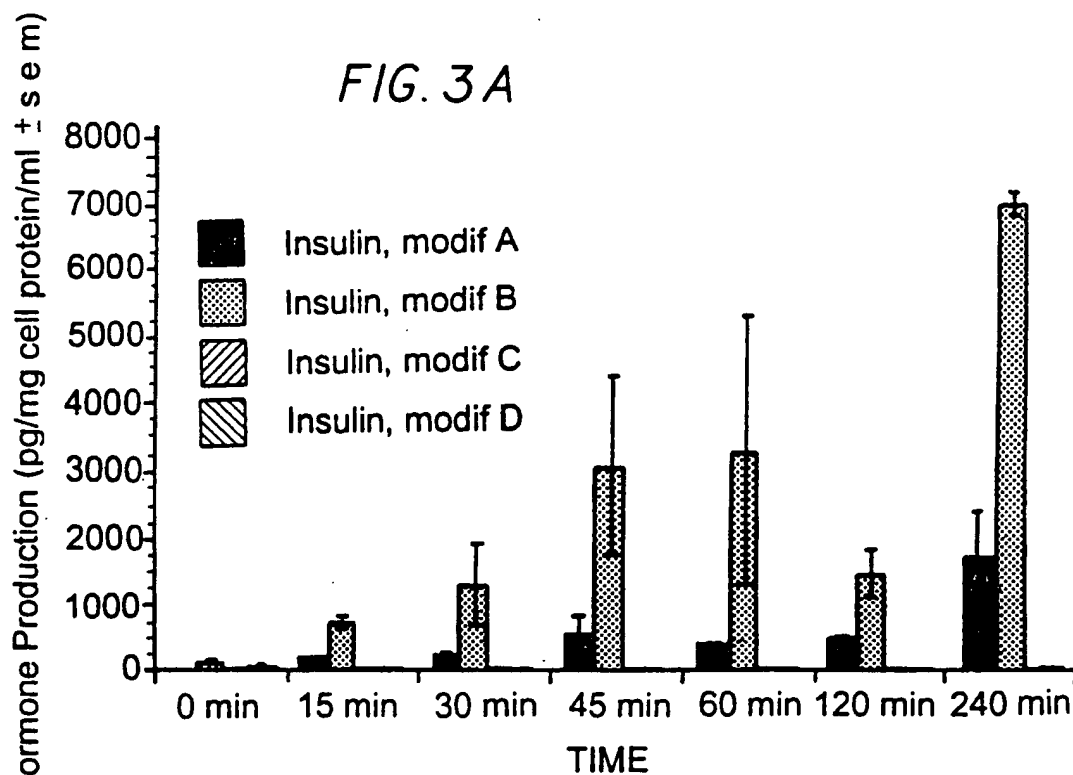 ormone Production (pg/mg cell protein/ml ± s e m)
FIG. 3A
8000
7000
6000
5000
4000
3000
2000
1000
0
Insulin, modif A
Insulin, modif B
Insulin, modif C
Insulin, modif D
0 min 15 min 30 min 45 min 60 min 120 min 240 min
TIME